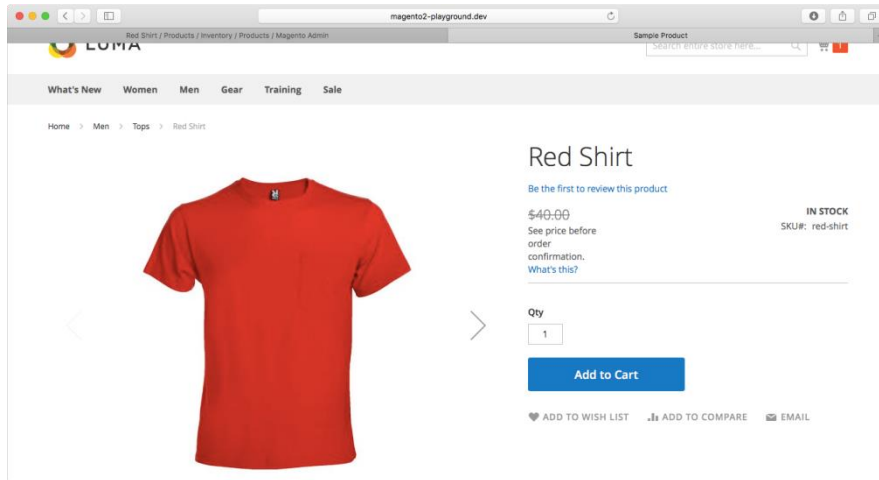 magento2-playground.dev
Red Shirt / Products / Inventory / Products / Magento Admin
Sample Product
LUMA
Search entire store here...
1
What's New Women Men Gear Training Sale
Home > Men > Tops > Red Shirt
Red Shirt
Be the first to review this product
$40.00
IN STOCK
See price before
SKU#: red-shirt
order
confirmation.
What's this?
Qty
1
Add to Cart
ADD TO WISH LIST ADD TO COMPARE EMAIL